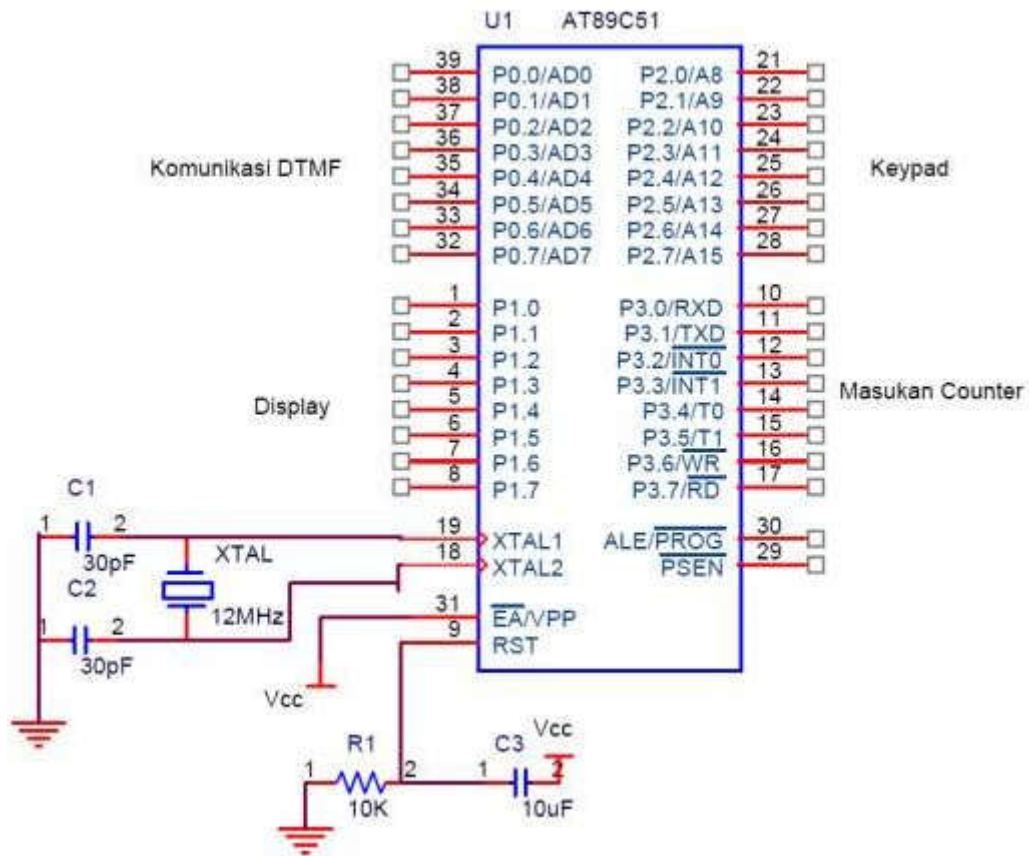 U1 AT89C51
39 P0.0/AD0 P2.0/A8 21
38 P0.1/AD1 P2.1/A9 22
37 P0.2/AD2 P2.2/A10 23
36 P0.3/AD3 P2.3/A11 24
35 P0.4/AD4 P2.4/A12 25
34 P0.5/AD5 P2.5/A13 26
33 P0.6/AD6 P2.6/A14 27
32 P0.7/AD7 P2.7/A15 28
Komunikasi DTMF
Keypad
1 P1.0 P3.0/RXD 10
2 P1.1 P3.1/TXD 11
3 P1.2 P3.2/INT0 12
4 P1.3 P3.3/INT1 13
5 P1.4 P3.4/T0 14
6 P1.5 P3.5/T1 15
7 P1.6 P3.6/WR 16
8 P1.7 P3.7/RD 17
Display
Masukan Counter
19 XTAL1 ALE/PROG 30
18 XTAL2 PSEN 29
31 EA/VPP
9 RST
C1
1 2
30pF
XTAL
12MHz
C2
1 2
30pF
Vcc
R1
1 2
10K
C3
1 2
10uF
Vcc